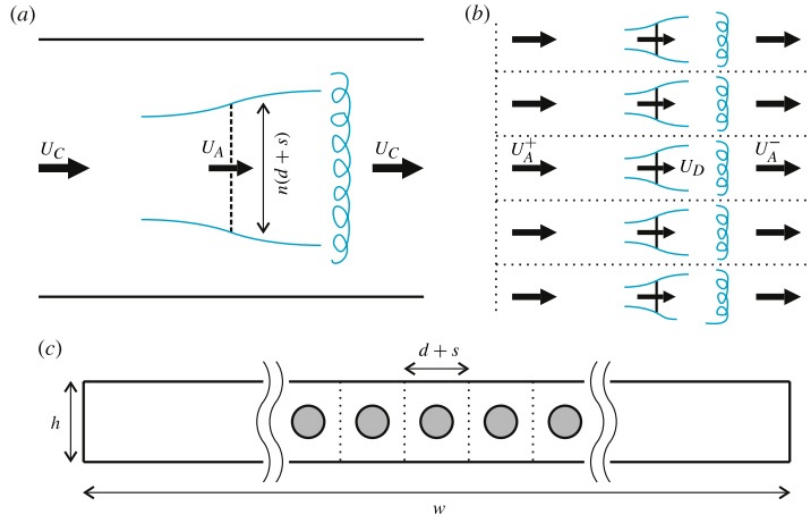 (a)
U_C
U_A
n(d + s)
U_C
(b)
U_A^+
U_D
U_A^-
(c)
d + s
h
w